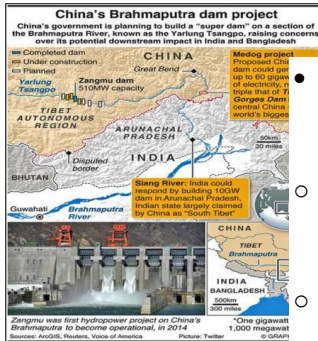 China's Brahmaputra dam project
China's government is planning to build a "super dam" on a section of
the Brahmaputra River, known as the Yarlung Tsangpo, raising concerns
over its potential downstream impact in India and Bangladesh
Completed dam
Under construction
Planned
CHINA
Great Bend
Medog project
Proposed Chin
dam could gen
up to 60 gigaw
of electricity, n
triple that of Th
Gorges Dam
central China
world's bigges
Yarlung
Tsangpo
Zangmu dam
510MW capacity
TIBET
AUTONOMOUS
REGION
ARUNACHAL
PRADESH
50km
30 miles
Disputed
border
INDIA
BHUTAN
Siang River: India could
respond by building 10GW
dam in Arunachal Pradesh,
Indian state largely claimed
by China as "South Tibet"
Guwahati
Brahmaputra
River
CHINA
TIBET
Brahmaputra
INDIA
BANGLADESH
500km
300 miles
Zangmu was first hydropower project on China's
Brahmaputra to become operational, in 2014
*One gigawatt
1,000 megawat
Sources: ArcGIS, Reuters, Voice of America
Picture: Twitter
© GRAPH